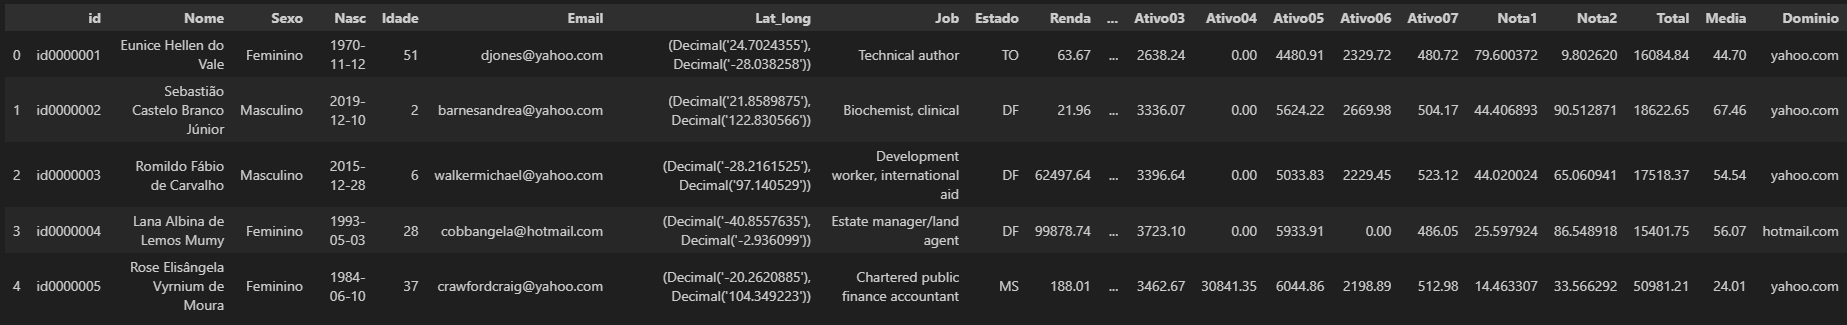 id Nome Sexo Nasc Idade Email Lat_long Job Estado Renda ... Ativo03 Ativo04 Ativo05 Ativo06 Ativo07 Nota1 Nota2 Total Media Dominio
0 id0000001 Eunice Hellen do Vale Feminino 1970-11-12 51 djones@yahoo.com (Decimal('24.7024355'), Decimal('-28.038258')) Technical author TO 63.67 ... 2638.24 0.00 4480.91 2329.72 480.72 79.600372 9.802620 16084.84 44.70 yahoo.com
1 id0000002 Sebastião Castelo Branco Júnior Masculino 2019-12-10 2 barnesandrea@yahoo.com (Decimal('21.8589875'), Decimal('122.830566')) Biochemist, clinical DF 21.96 ... 3336.07 0.00 5624.22 2669.98 504.17 44.406893 90.512871 18622.65 67.46 yahoo.com
2 id0000003 Romildo Fábio de Carvalho Masculino 2015-12-28 6 walkermichael@yahoo.com (Decimal('-28.2161525'), Decimal('97.140529')) Development worker, international aid DF 62497.64 ... 3396.64 0.00 5033.83 2229.45 523.12 44.020024 65.060941 17518.37 54.54 yahoo.com
3 id0000004 Lana Albina de Lemos Mumy Feminino 1993-05-03 28 cobbangela@hotmail.com (Decimal('-40.8557635'), Decimal('-2.936099')) Estate manager/land agent DF 99878.74 ... 3723.10 0.00 5933.91 0.00 486.05 25.597924 86.548918 15401.75 56.07 hotmail.com
4 id0000005 Rose Elisângela Vyrnium de Moura Feminino 1984-06-10 37 crawfordcraig@yahoo.com (Decimal('-20.2620885'), Decimal('104.349223')) Chartered public finance accountant MS 188.01 ... 3462.67 30841.35 6044.86 2198.89 512.98 14.463307 33.566292 50981.21 24.01 yahoo.com